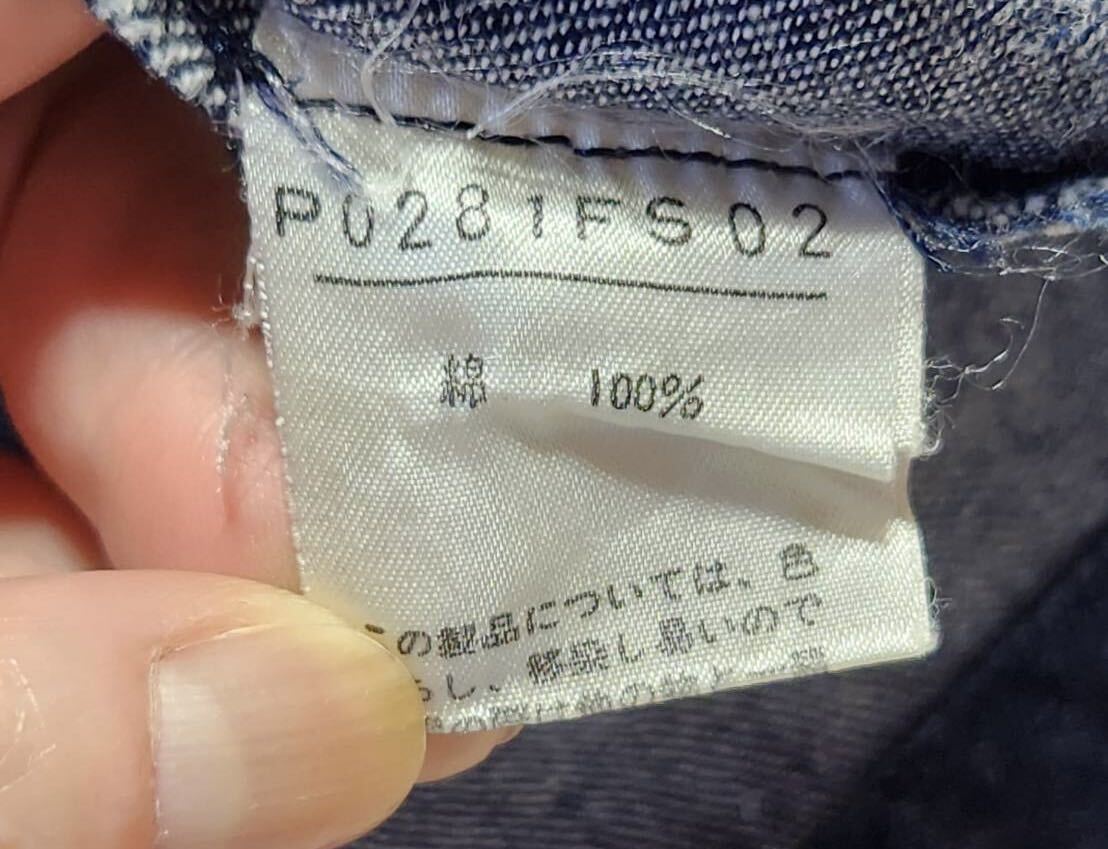 P0281FS02
綿 100%
この製品については、色
し、移染し易いので